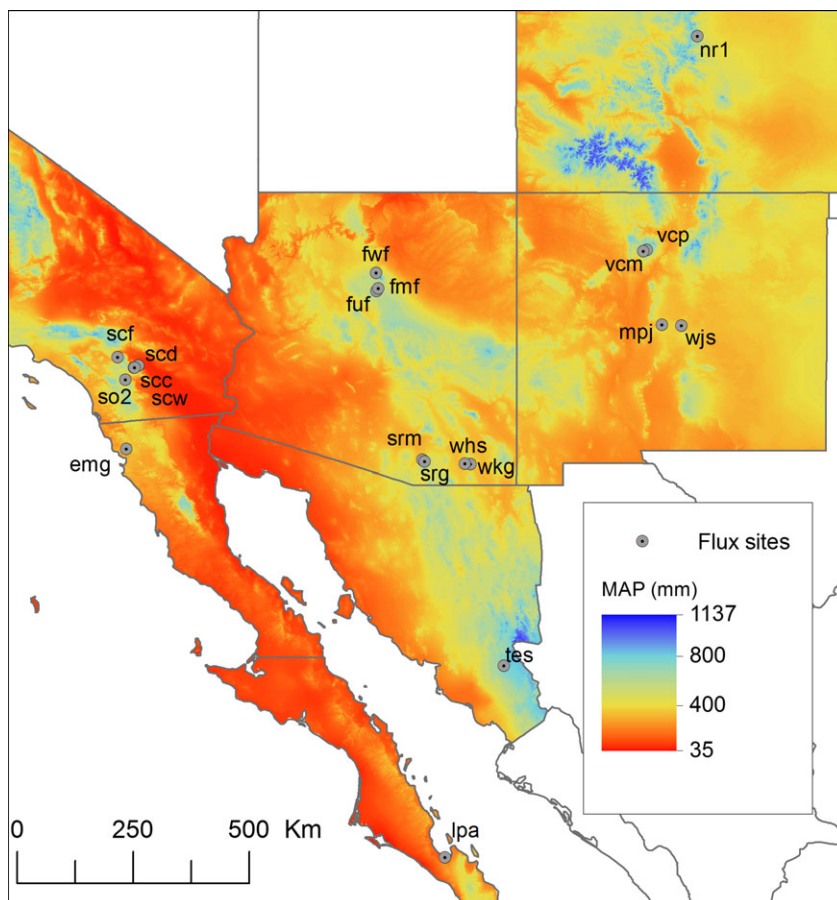 nr1
vcp
vcm
fwf
fmf
fuf
mpj
wjs
scf
scd
scc
so2
scw
emg
srm
whs
srg
wkg
Flux sites
MAP (mm)
1137
800
400
35
tes
0 250 500 Km
lpa